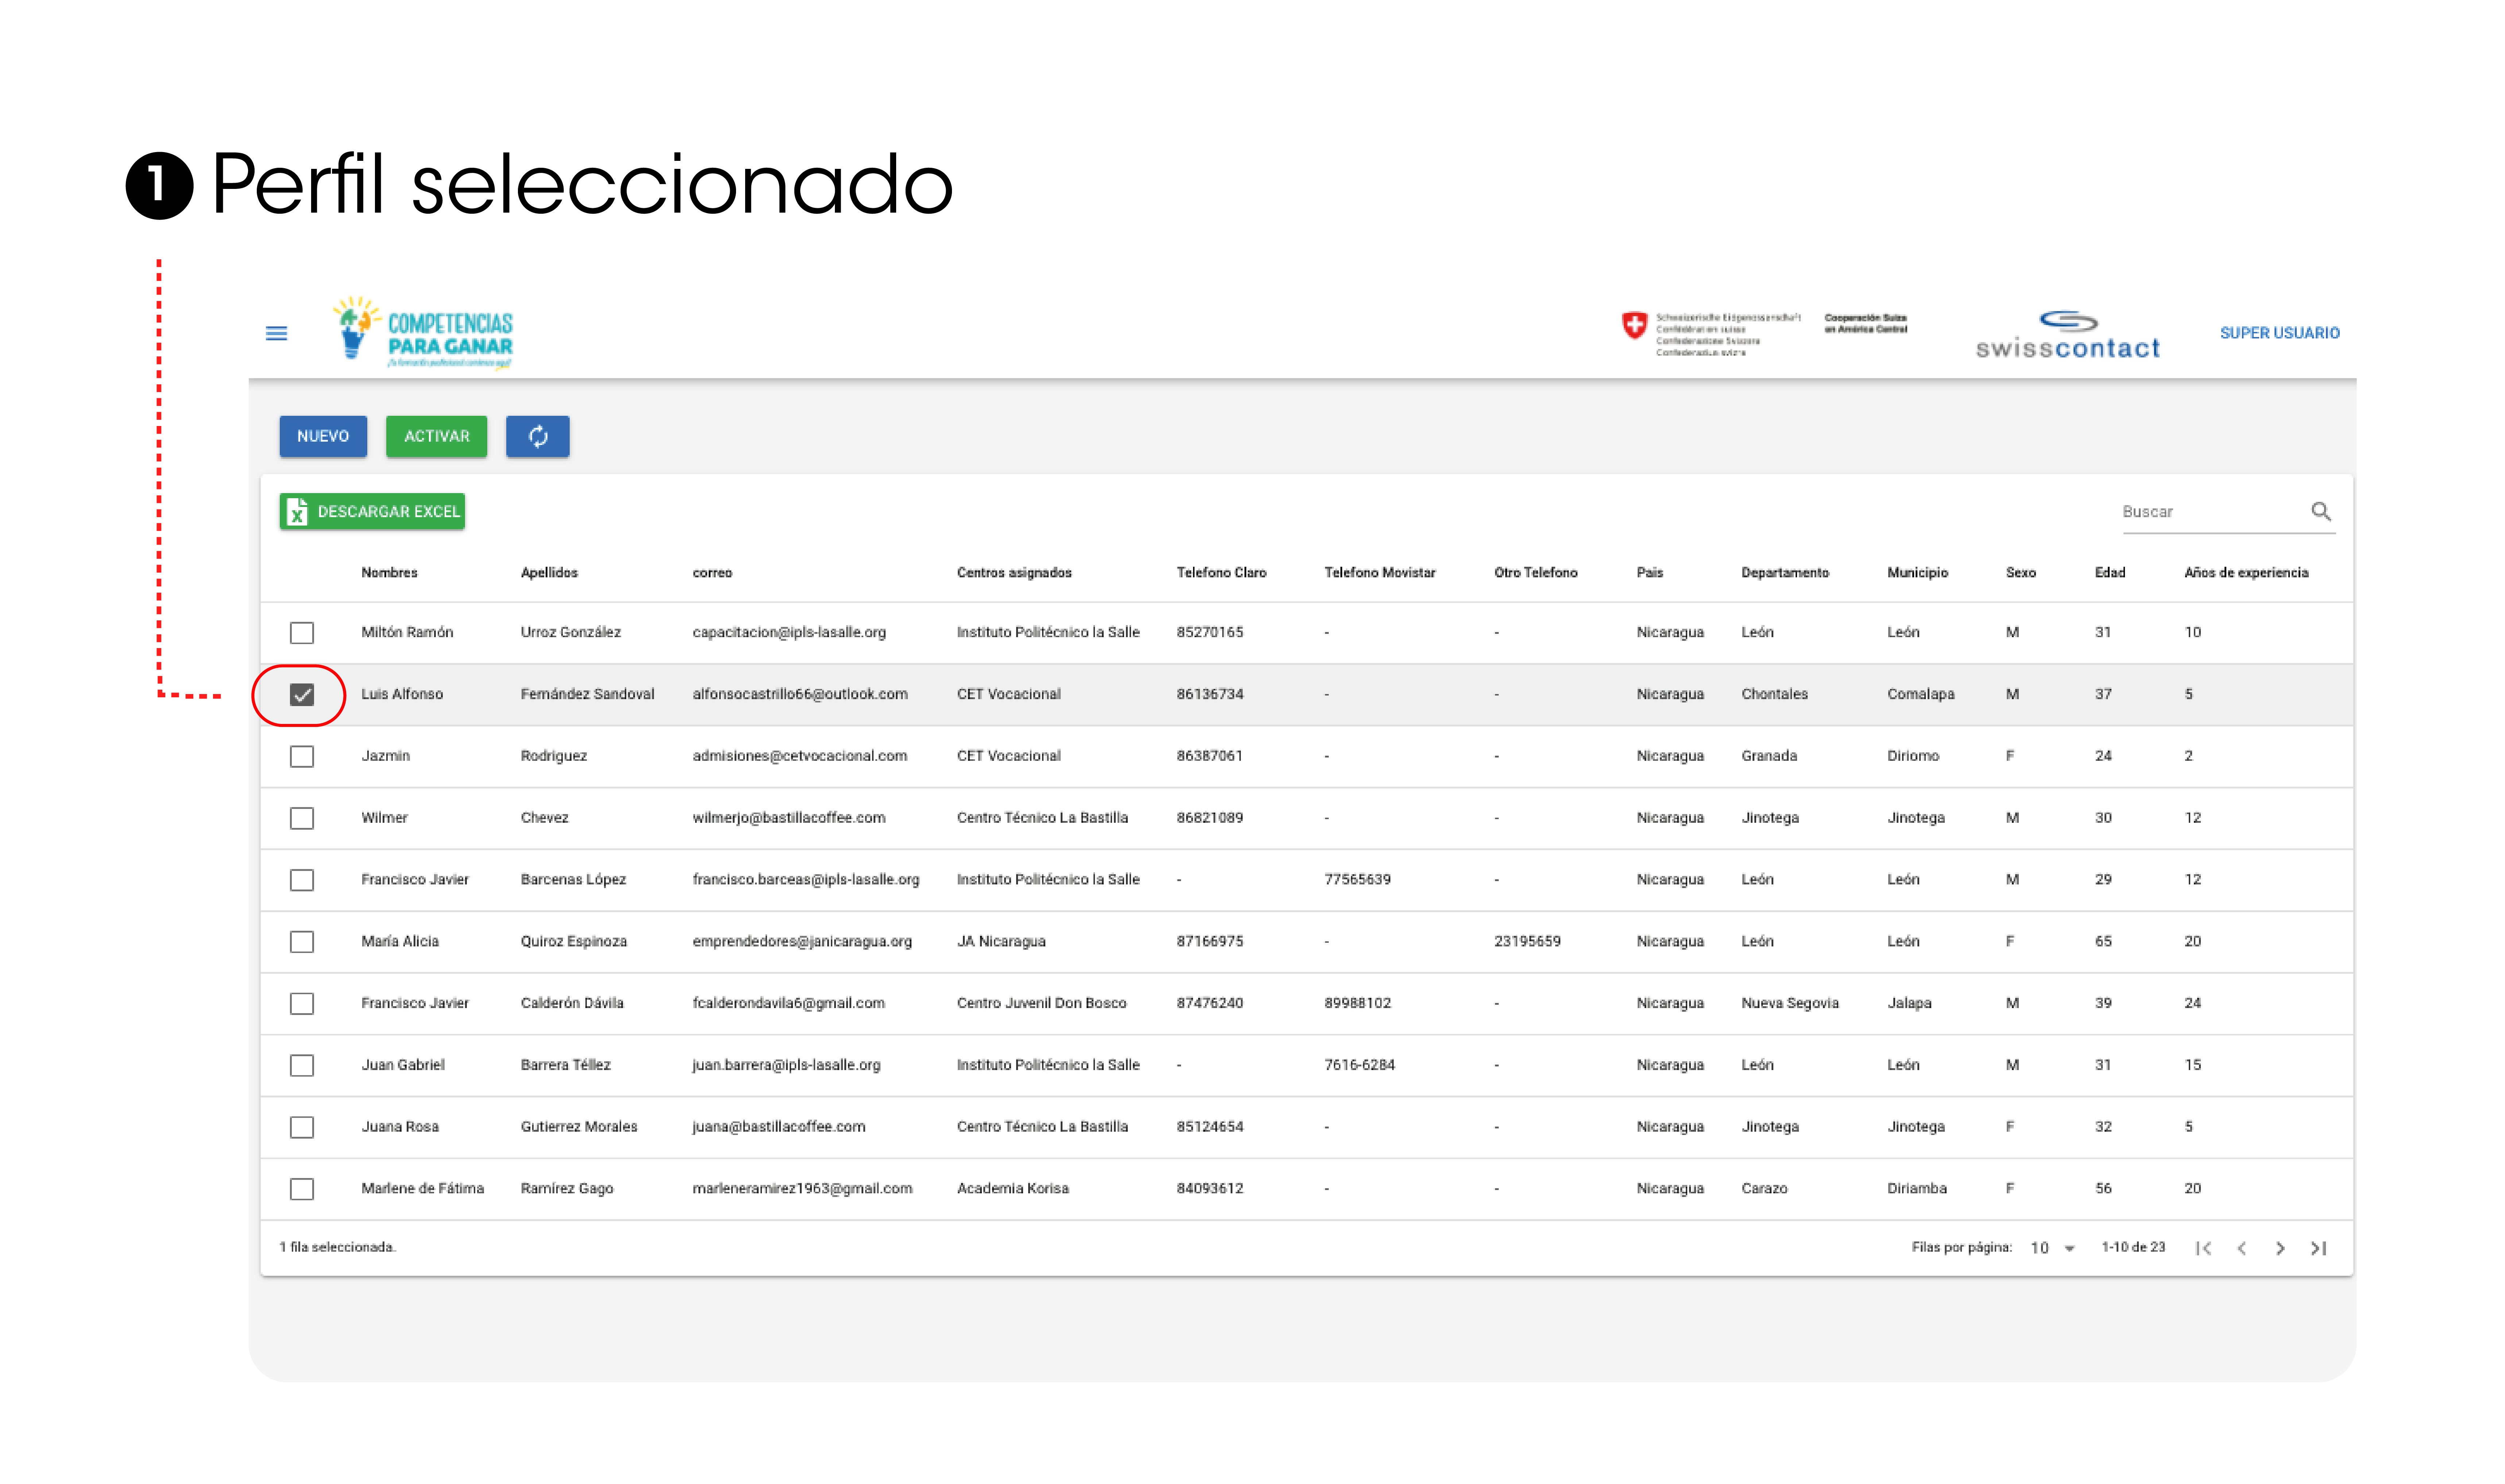 1 Perfil seleccionado
COMPETENCIAS
PARA GANAR
Cooperación Suiza
en América Central
swisscontact
SUPER USUARIO
NUEVO ACTIVAR
DESCARGAR EXCEL
Buscar
Nombres Apellidos correo Centros asignados Telefono Claro Telefono Movistar Otro Telefono Pais Departamento Municipio Sexo Edad Años de experiencia
Miltón Ramón Urroz González capacitacion@ipls-lasalle.org Instituto Politécnico la Salle 85270165 - - Nicaragua León León M 31 10
Luis Alfonso Fernández Sandoval alfonsocastrillo66@outlook.com CET Vocacional 86136734 - - Nicaragua Chontales Comalapa M 37 5
Jazmin Rodriguez admisiones@cetvocacional.com CET Vocacional 86387061 - - Nicaragua Granada Diriomo F 24 2
Wilmer Chevez wilmerjo@bastillacoffee.com Centro Técnico La Bastilla 86821089 - - Nicaragua Jinotega Jinotega M 30 12
Francisco Javier Barcenas López francisco.barceas@ipls-lasalle.org Instituto Politécnico la Salle - 77565639 - Nicaragua León León M 29 12
María Alicia Quiroz Espinoza emprendedores@janicaragua.org JA Nicaragua 87166975 - 23195659 Nicaragua León León F 65 20
Francisco Javier Calderón Dávila fcalderondavila6@gmail.com Centro Juvenil Don Bosco 87476240 89988102 - Nicaragua Nueva Segovia Jalapa M 39 24
Juan Gabriel Barrera Téllez juan.barrera@ipls-lasalle.org Instituto Politécnico la Salle - 7616-6284 - Nicaragua León León M 31 15
Juana Rosa Gutierrez Morales juana@bastillacoffee.com Centro Técnico La Bastilla 85124654 - - Nicaragua Jinotega Jinotega F 32 5
Marlene de Fátima Ramírez Gago marleneramirez1963@gmail.com Academia Korisa 84093612 - - Nicaragua Carazo Diriamba F 56 20
1 fila seleccionada. Filas por página: 10 1-10 de 23